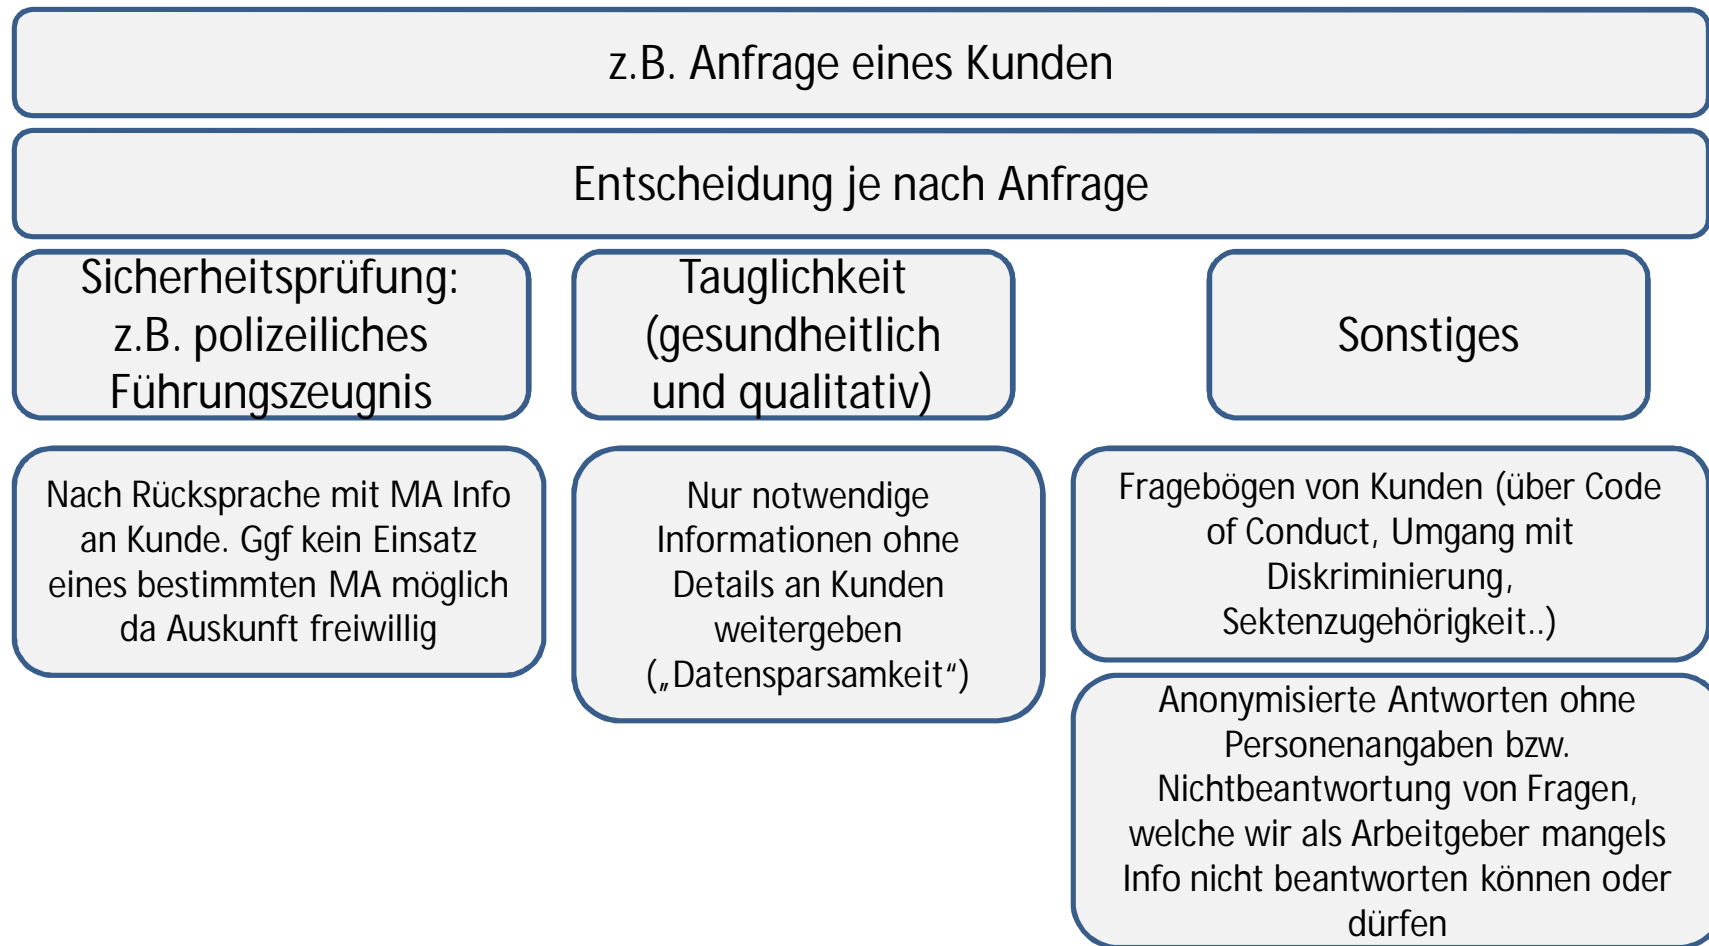 z.B. Anfrage eines Kunden
Entscheidung je nach Anfrage
Sicherheitsprüfung:
z.B. polizeiliches
Führungszeugnis
Tauglichkeit
(gesundheitlich
und qualitativ)
Sonstiges
Nach Rücksprache mit MA Info
an Kunde. Ggf kein Einsatz
eines bestimmten MA möglich
da Auskunft freiwillig
Nur notwendige
Informationen ohne
Details an Kunden
weitergeben
(„Datensparsamkeit“)
Fragebögen von Kunden (über Code
of Conduct, Umgang mit
Diskriminierung,
Sektenzugehörigkeit..)
Anonymisierte Antworten ohne
Personenangaben bzw.
Nichtbeantwortung von Fragen,
welche wir als Arbeitgeber mangels
Info nicht beantworten können oder
dürfen